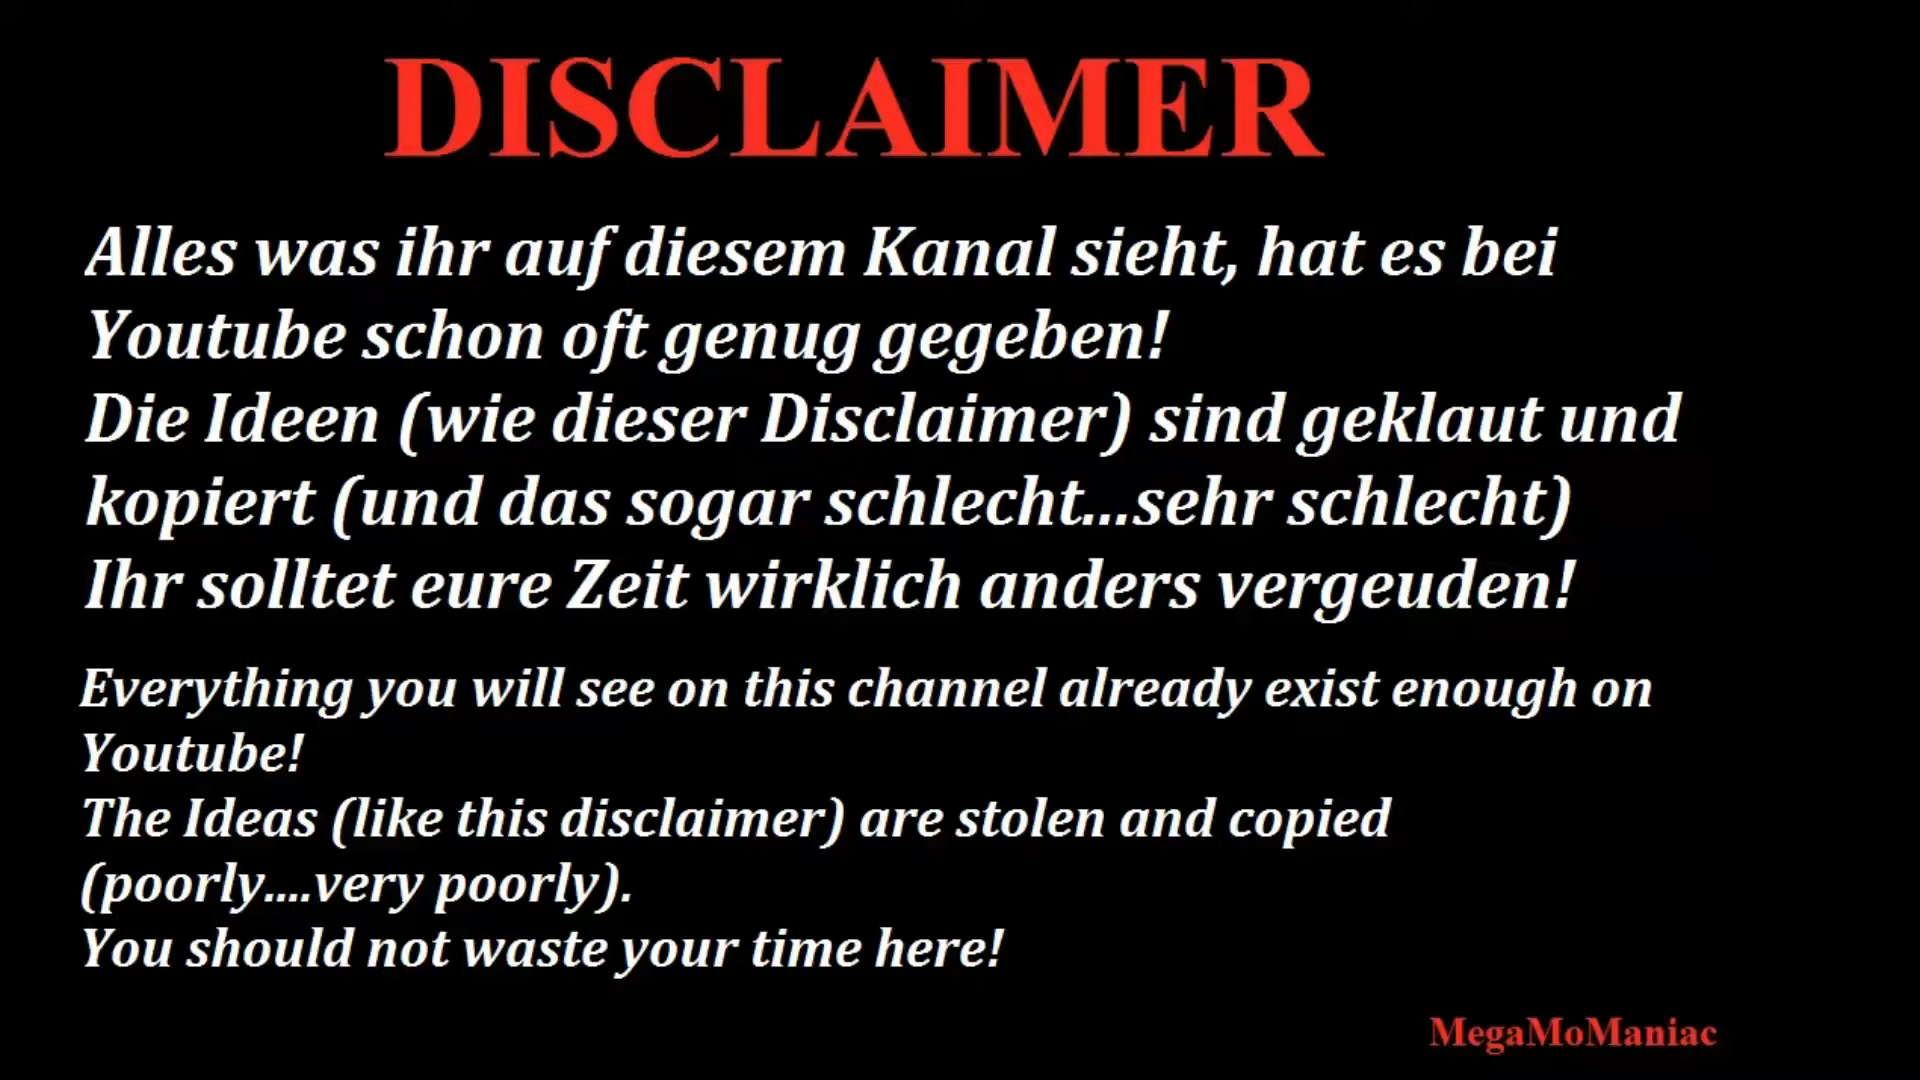 DISCLAIMER
Alles was ihr auf diesem Kanal sieht, hat es bei
Youtube schon oft genug gegeben!
Die Ideen (wie dieser Disclaimer) sind geklaut und
kopiert (und das sogar schlecht...sehr schlecht)
Ihr solltet eure Zeit wirklich anders vergeuden!
Everything you will see on this channel already exist enough on
Youtube!
The Ideas (like this disclaimer) are stolen and copied
(poorly....very poorly).
You should not waste your time here!
MegaMoManiac